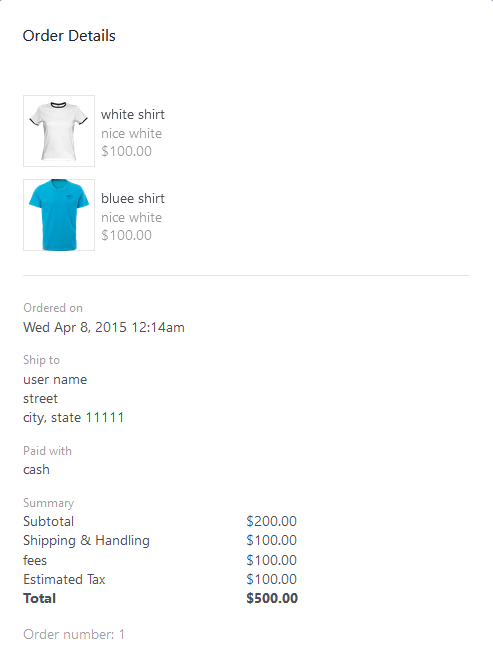 Order Details
white shirt
nice white
$100.00
bluee shirt
nice white
$100.00
Ordered on
Wed Apr 8, 2015 12:14am
Ship to
user name
street
city, state 11111
Paid with
cash
Summary
Subtotal $200.00
Shipping & Handling $100.00
fees $100.00
Estimated Tax $100.00
Total $500.00
Order number: 1